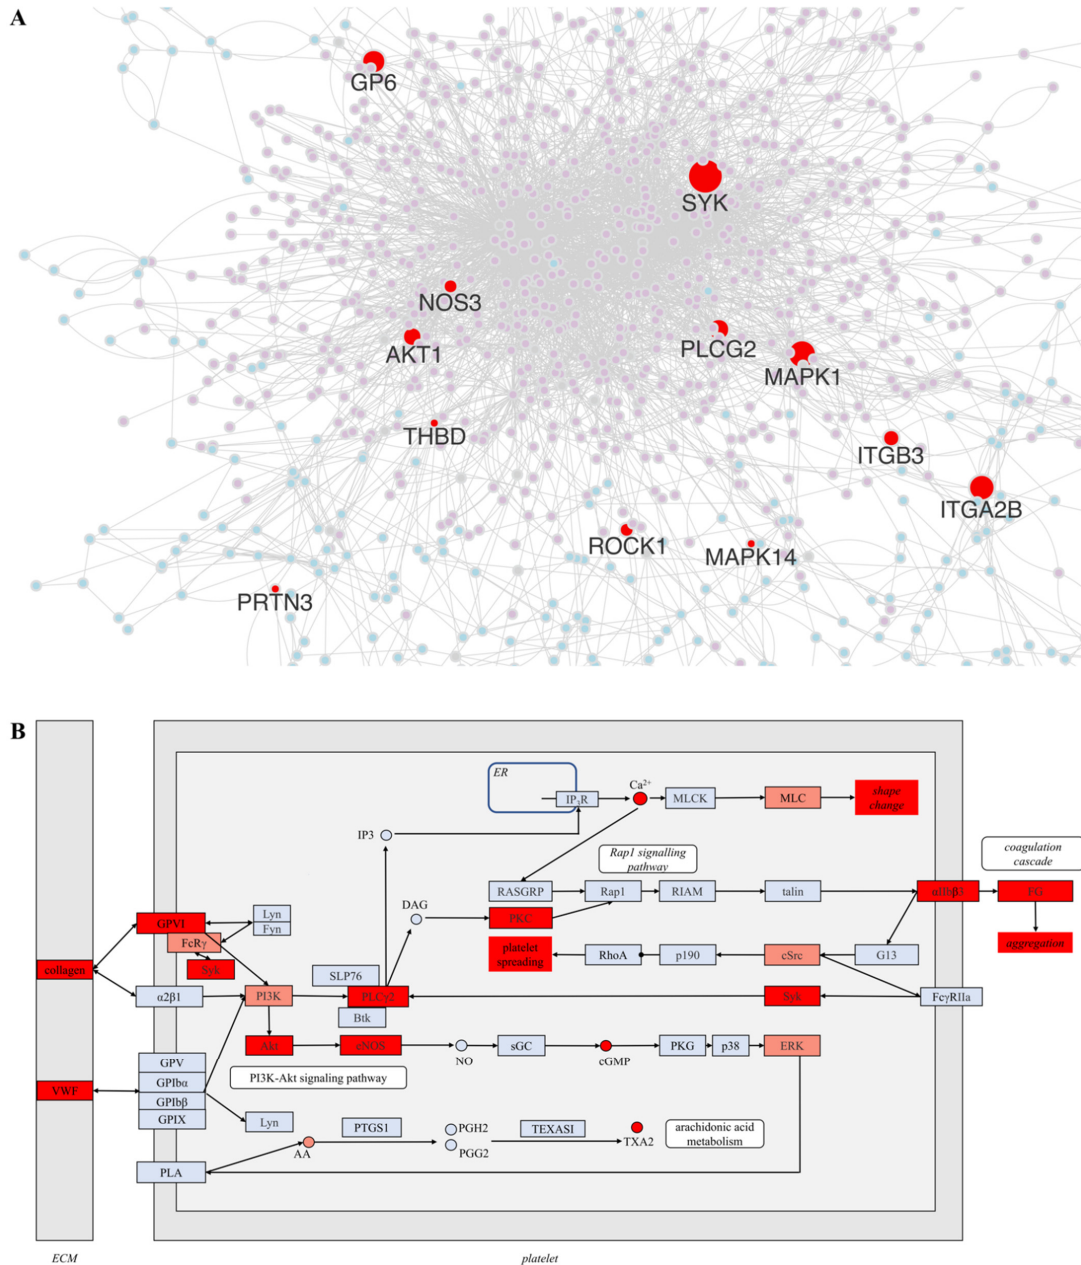 A
GP6
SYK
NOS3
AKT1
PLCG2
MAPK1
THBD
ITGB3
ITGA2B
ROCK1
MAPK14
PRTN3
B
ER
IP3R
Ca2+
MLCK
MLC
shape
change
IP3
Rap1 signalling
pathway
coagulation
cascade
RASGRP
Rap1
RIAM
talin
αIIbβ3
FG
DAG
PKC
GPVI
Lyn
Fyn
FcRγ
Syk
platelet
spreading
RhoA
p190
cSrc
G13
aggregation
collagen
SLP76
α2β1
PI3K
PLCγ2
Syk
FcγRIIa
Btk
Akt
eNOS
NO
sGC
cGMP
PKG
p38
ERK
GPV
GPIbα
GPIbβ
GPIX
VWF
PI3K-Akt signaling pathway
Lyn
PTGS1
PGH2
PGG2
TEXASI
TXA2
arachidonic acid
metabolism
AA
PLA
ECM
platelet